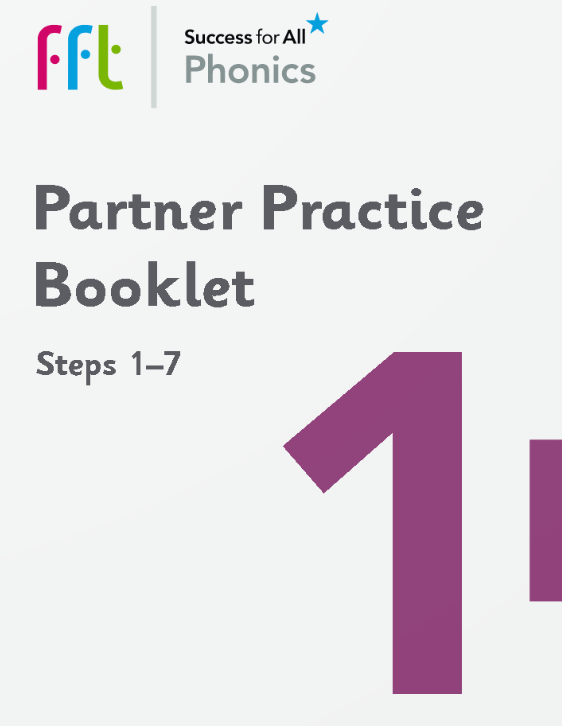 fft
Success for All
Phonics
Partner Practice
Booklet
Steps 1–7
1